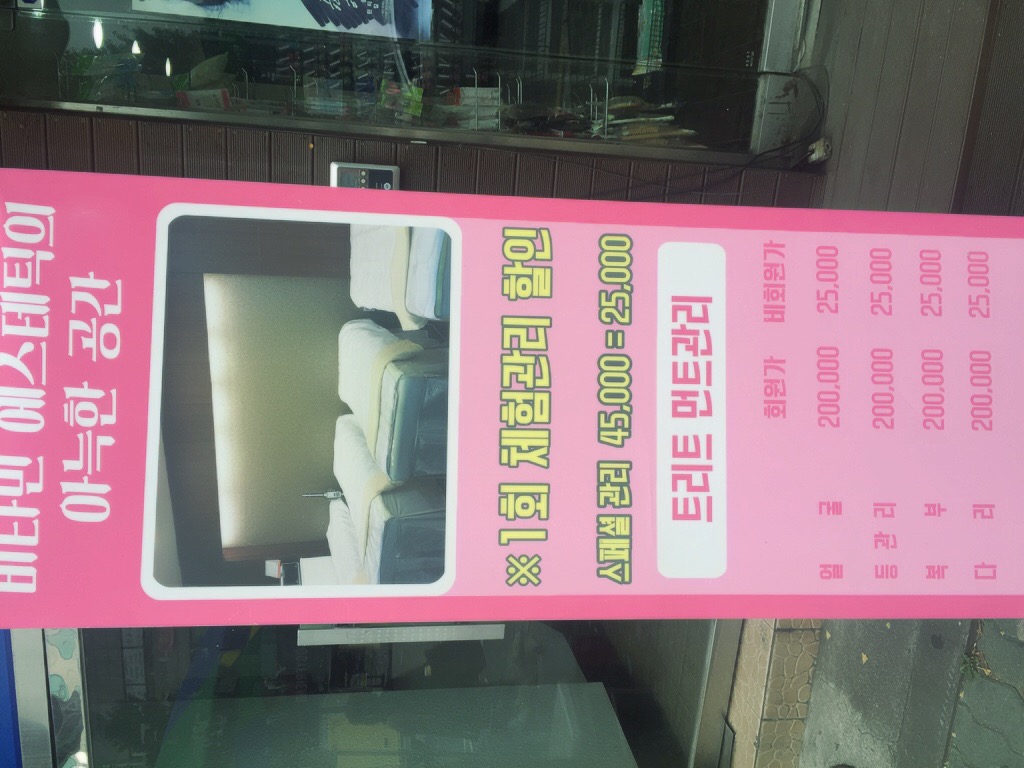 비타민 에스테틱의
아늑한 공간
※1회 체험관리 할인
스페셜 관리 45,000 = 25,000
트리트 먼트관리
회원가 비회원가
얼 굴 200,000 25,000
등 관 리 200,000 25,000
복 부 200,000 25,000
다 리 200,000 25,000